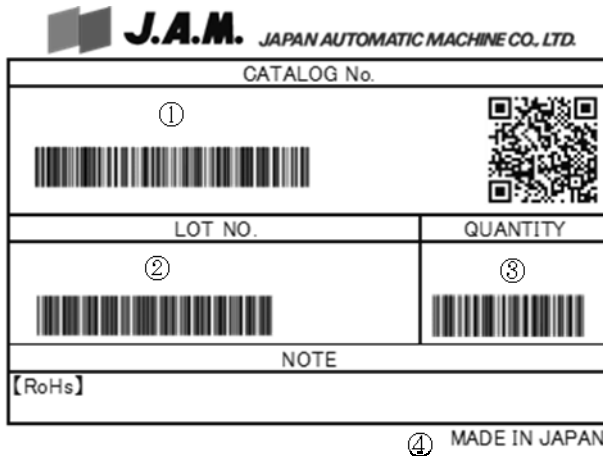 J.A.M. JAPAN AUTOMATIC MACHINE CO., LTD.
CATALOG No.
①
LOT NO.
QUANTITY
②
③
NOTE
【RoHs】
④ MADE IN JAPAN